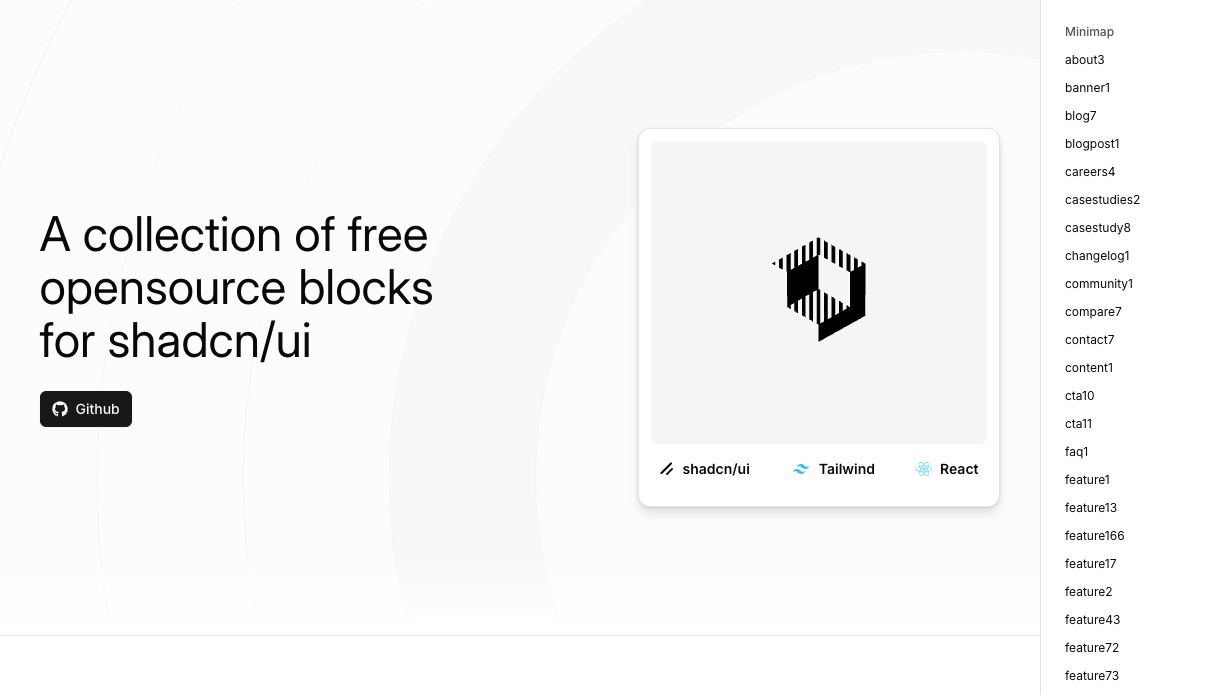 A collection of free
opensource blocks
for shadcn/ui
Github
shadcn/ui
Tailwind
React
Minimap
about3
banner1
blog7
blogpost1
careers4
casestudies2
casestudy8
changelog1
community1
compare7
contact7
content1
cta10
cta11
faq1
feature1
feature13
feature166
feature17
feature2
feature43
feature72
feature73